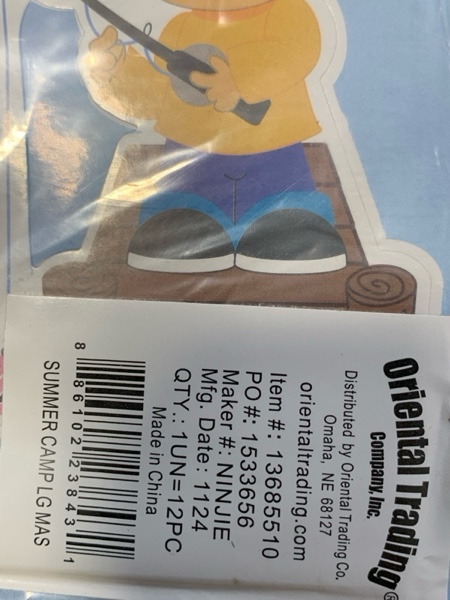 Oriental Trading®
Company, Inc.
Distributed by Oriental Trading Co.
Omaha, NE 68127
orientaltrading.com
Item #: 13685510
PO #: 1533656
Maker #: NINJIE
Mfg. Date: 1124
QTY.: 1UN=12PC
Made in China
8 86102 23843 1
SUMMER CAMP LG MAS